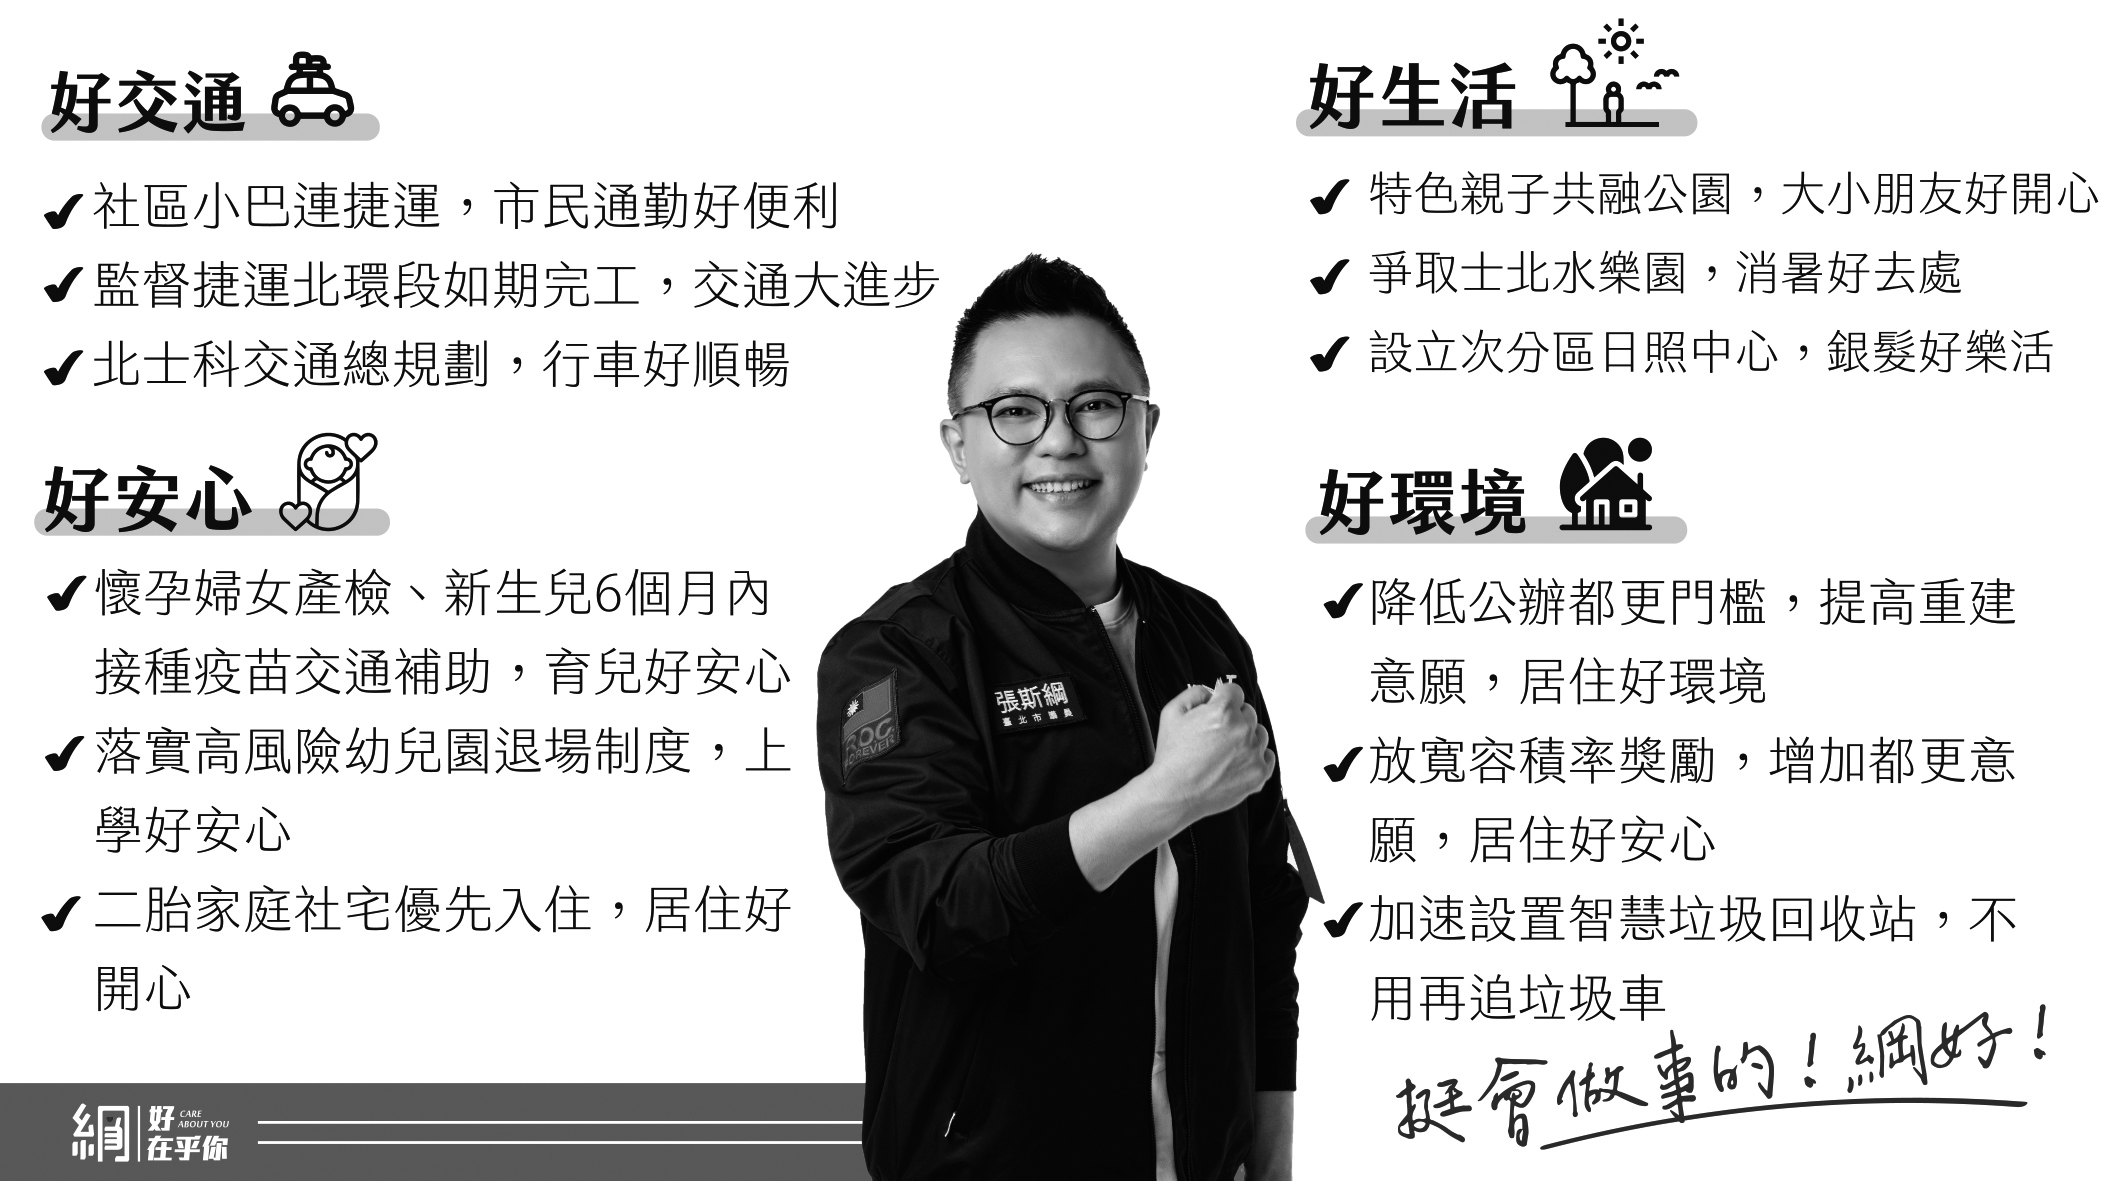 好交通
社區小巴連捷運，市民通勤好便利
監督捷運北環段如期完工，交通大進步
北士科交通總規劃，行車好順暢
好安心
懷孕婦女產檢、新生兒6個月內
接種疫苗交通補助，育兒好安心
落實高風險幼兒園退場制度，上
學好安心
二胎家庭社宅優先入住，居住好
開心
好生活
特色親子共融公園，大小朋友好開心
爭取士北水樂園，消暑好去處
設立次分區日照中心，銀髮好樂活
好環境
降低公辦都更門檻，提高重建
意願，居住好環境
放寬容積率獎勵，增加都更意
願，居住好安心
加速設置智慧垃圾回收站，不
用再追垃圾車
張斯綱
臺北市議員
ROC
FOREVER
挺會做事的！綱好！
綱
好 CARE
ABOUT YOU
在乎你